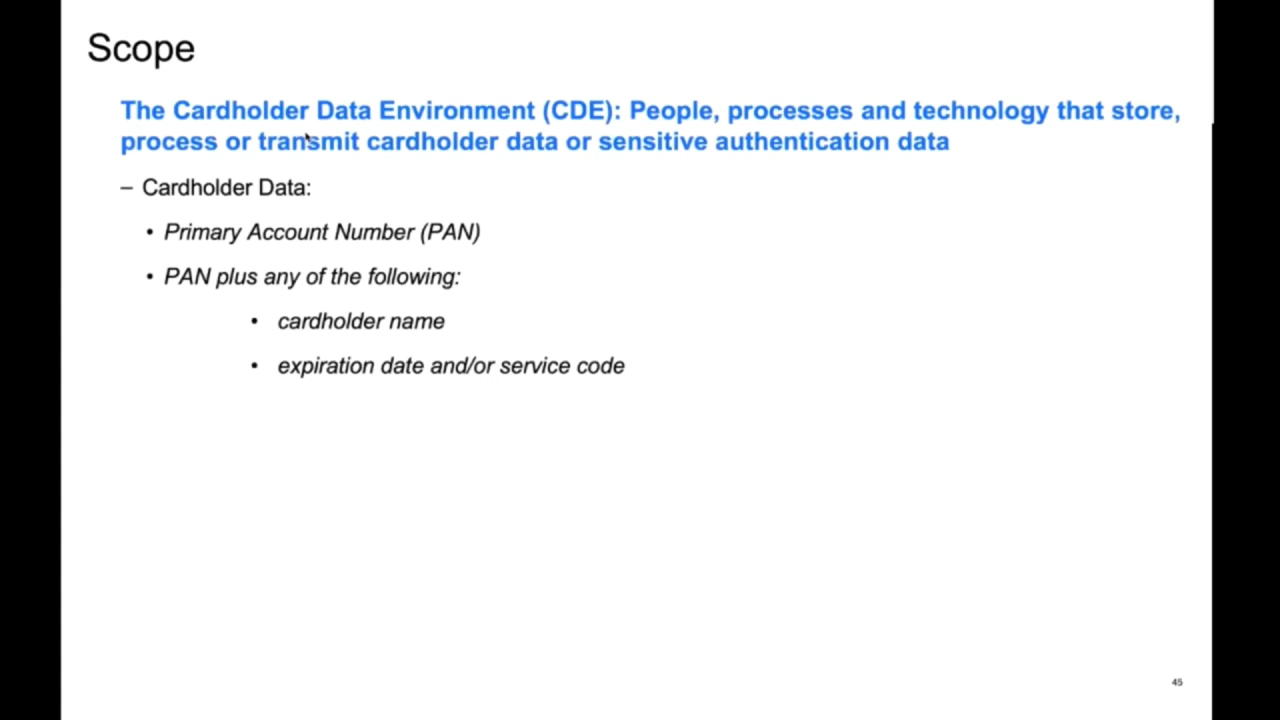 Scope
The Cardholder Data Environment (CDE): People, processes and technology that store,
process or transmit cardholder data or sensitive authentication data
– Cardholder Data:
• Primary Account Number (PAN)
• PAN plus any of the following:
• cardholder name
• expiration date and/or service code
45